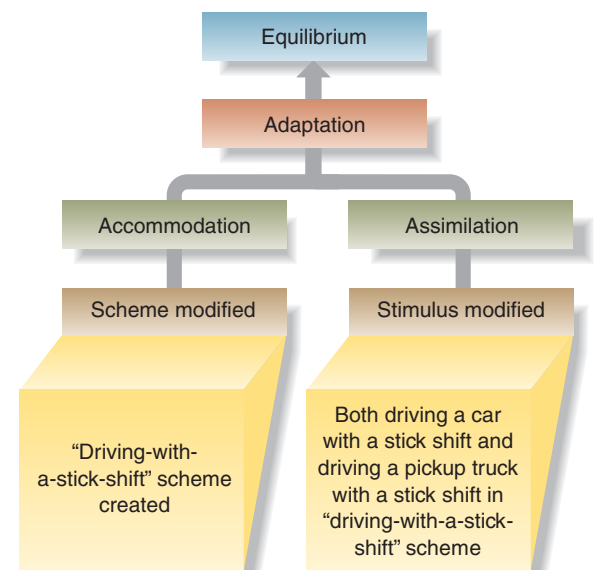 Equilibrium
Adaptation
Accommodation
Assimilation
Scheme modified
Stimulus modified
“Driving-with-
a-stick-shift” scheme
created
Both driving a car
with a stick shift and
driving a pickup truck
with a stick shift in
“driving-with-a-stick-
shift” scheme